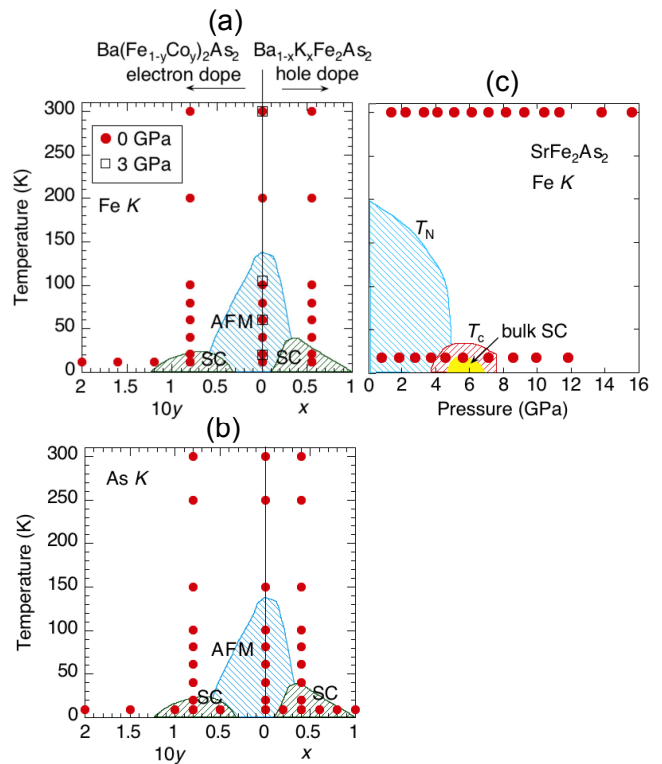 (a)
Ba(Fe1-yCoy)2As2
electron dope
Ba1-xKxFe2As2
hole dope
300
250
200
150
100
50
0
Temperature (K)
0 GPa
3 GPa
Fe K
AFM
SC
SC
2
1.5
1
0.5
0
0.5
1
10y
x
(c)
SrFe2As2
Fe K
TN
Tc
bulk SC
0
2
4
6
8
10
12
14
16
Pressure (GPa)
(b)
As K
300
250
200
150
100
50
0
Temperature (K)
AFM
SC
SC
2
1.5
1
0.5
0
0.5
1
10y
x